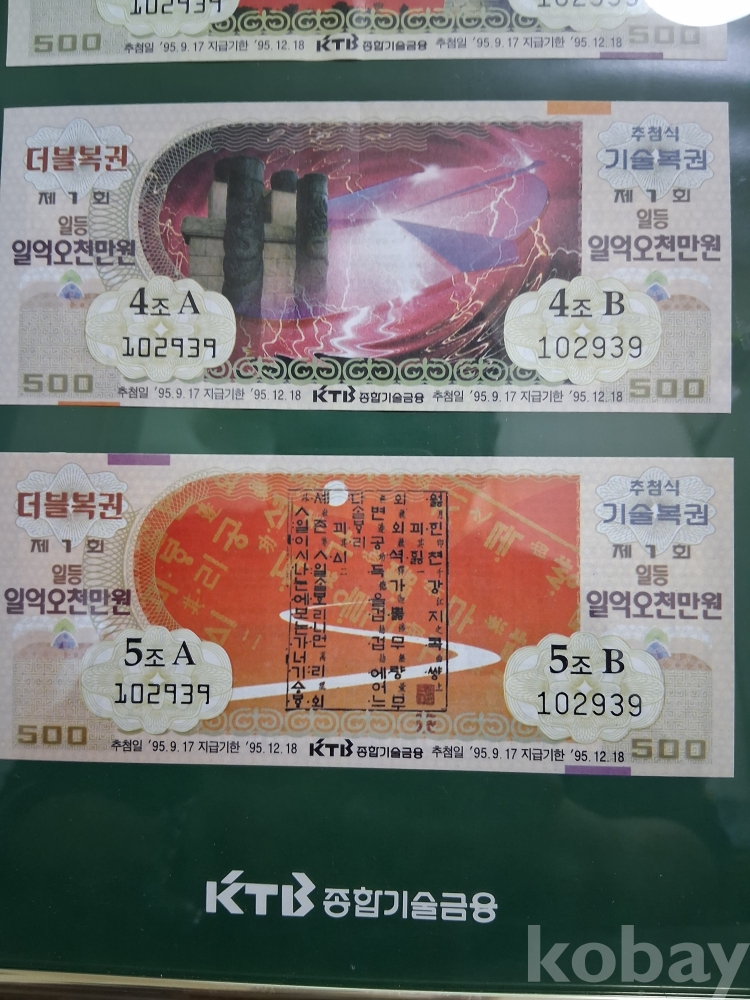 102939
500
추첨일 '95.9.17 지급기한 '95.12.18 KTB 종합기술금융 추첨일 '95.9.17 지급기한 '95.12.18
500
더블복권
제1회
일등
일억오천만원
4조 A
102939
500
추첨식
기술복권
제1회
일등
일억오천만원
4조 B
102939
500
추첨일 '95.9.17 지급기한 '95.12.18 KTB 종합기술금융 추첨일 '95.9.17 지급기한 '95.12.18
더블복권
제1회
일등
일억오천만원
5조 A
102939
500
추첨식
기술복권
제1회
일등
일억오천만원
5조 B
102939
500
추첨일 '95.9.17 지급기한 '95.12.18 KTB 종합기술금융 추첨일 '95.9.17 지급기한 '95.12.18
KTB 종합기술금융
kobay